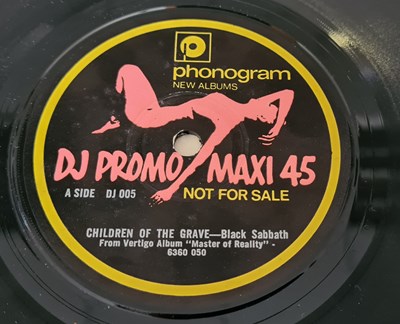 P
phonogram
NEW ALBUMS
DJ PROMO MAXI 45
A SIDE DJ 005 NOT FOR SALE
CHILDREN OF THE GRAVE—Black Sabbath
From Vertigo Album "Master of Reality" -
6360 050